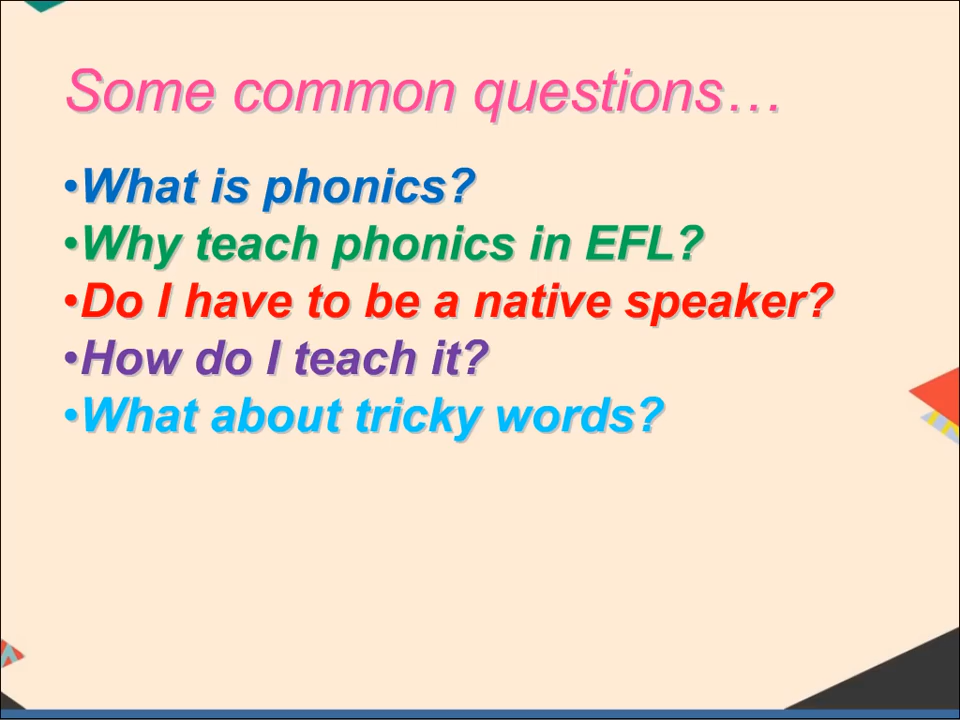 Some common questions…
•What is phonics?
•Why teach phonics in EFL?
•Do I have to be a native speaker?
•How do I teach it?
•What about tricky words?